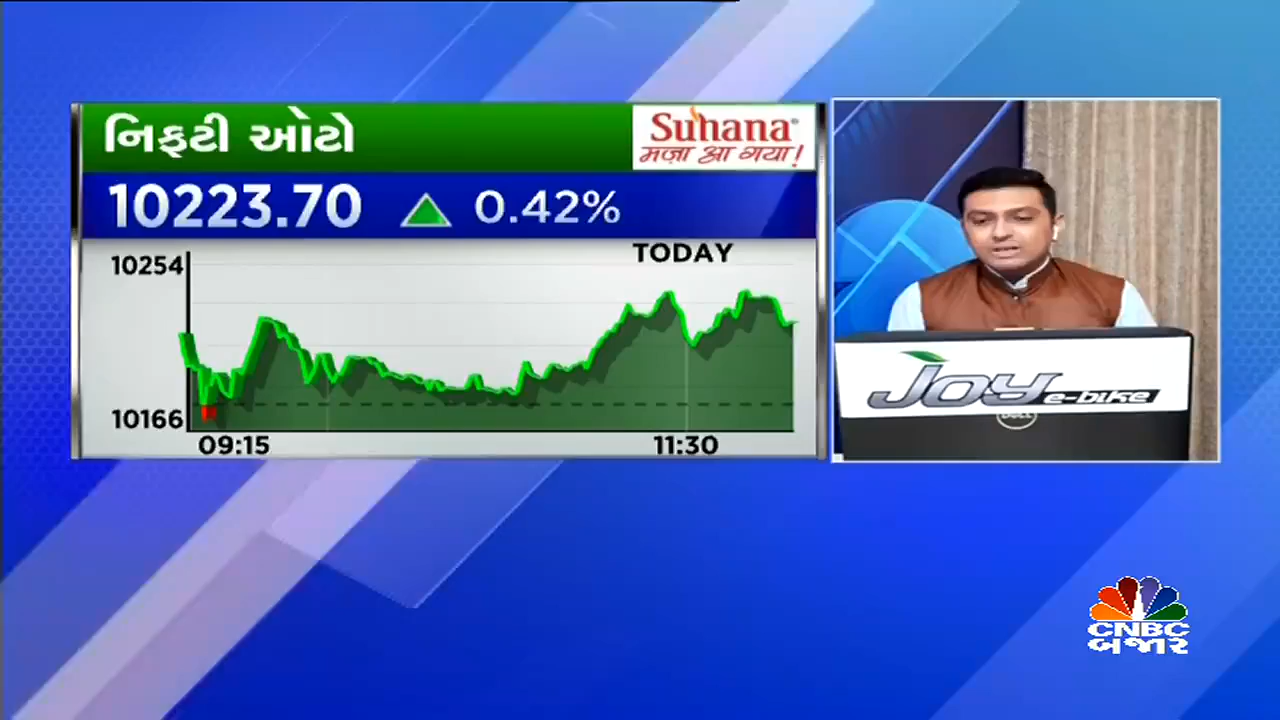 નિફ્ટી ઓટો
Suhana
मज़ा आ गया!
10223.70 0.42%
TODAY
10254
10166
09:15 11:30
Joy e-bike
DELL
CNBC
બજાર